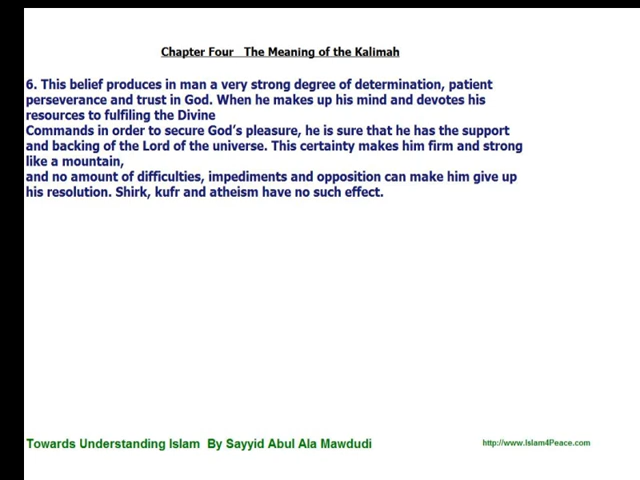 Chapter Four   The Meaning of the Kalimah
6. This belief produces in man a very strong degree of determination, patient
perseverance and trust in God. When he makes up his mind and devotes his
resources to fulfiling the Divine
Commands in order to secure God's pleasure, he is sure that he has the support
and backing of the Lord of the universe. This certainty makes him firm and strong
like a mountain,
and no amount of difficulties, impediments and opposition can make him give up
his resolution. Shirk, kufr and atheism have no such effect.
Towards Understanding Islam  By Sayyid Abul Ala Mawdudi
http://www.Islam4Peace.com